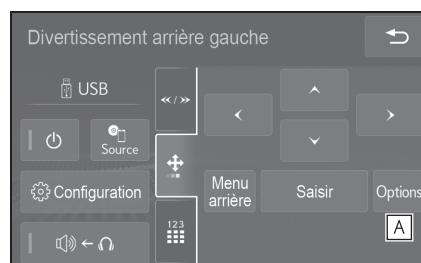 Divertissement arrière gauche
USB
Source
Configuration
123
Menu
arrière
Saisir
Options
A